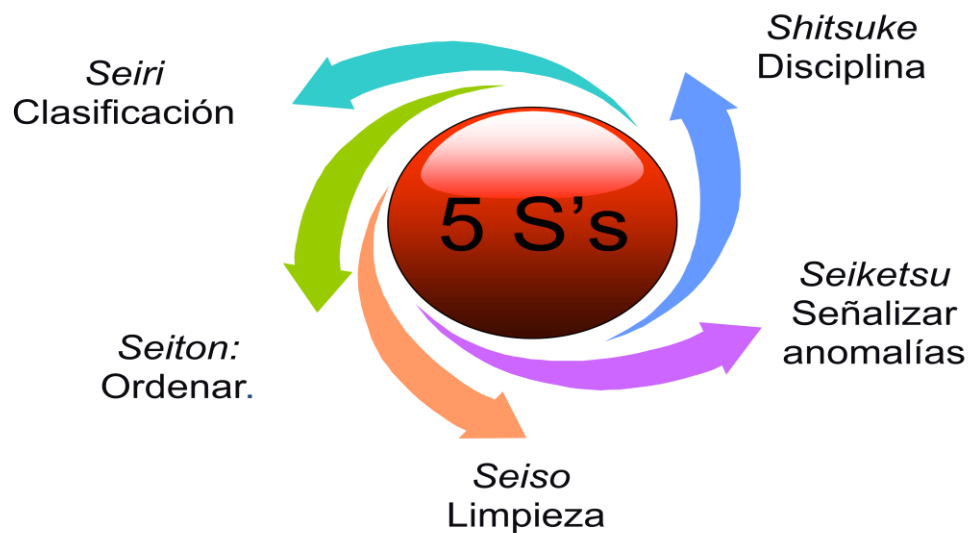 Seiri
Clasificación
Shitsuke
Disciplina
5 S’s
Seiton:
Ordenar.
Seiketsu
Señalizar
anomalías
Seiso
Limpieza